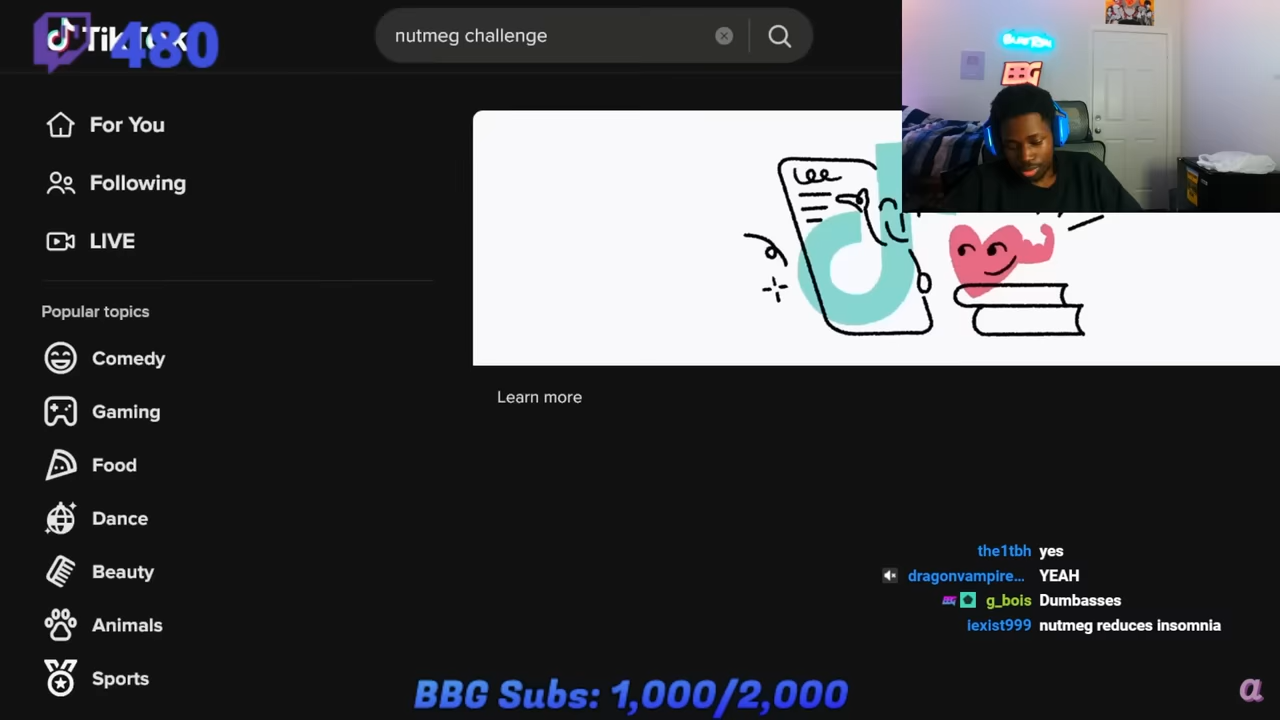 TikTok
480
nutmeg challenge
For You
Following
LIVE
Popular topics
Comedy
Gaming
Food
Dance
Beauty
Animals
Sports
Learn more
BG
the1tbh yes
dragonvampire... YEAH
g_bois Dumbasses
iexist999 nutmeg reduces insomnia
BBG Subs: 1,000/2,000
a